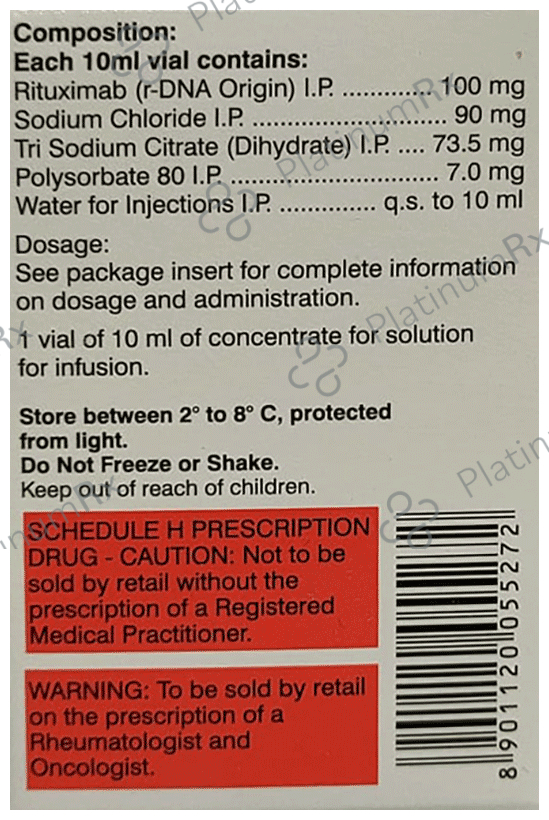 Composition:
Each 10ml vial contains:
Rituximab (r-DNA Origin) I.P. .............. 100 mg
Sodium Chloride I.P. .............................. 90 mg
Tri Sodium Citrate (Dihydrate) I.P. .... 73.5 mg
Polysorbate 80 I.P. ................................ 7.0 mg
Water for Injections I.P. ............... q.s. to 10 ml
Dosage:
See package insert for complete information
on dosage and administration.
1 vial of 10 ml of concentrate for solution
for infusion.
Store between 2° to 8° C, protected
from light.
Do Not Freeze or Shake.
Keep out of reach of children.
SCHEDULE H PRESCRIPTION
DRUG - CAUTION: Not to be
sold by retail without the
prescription of a Registered
Medical Practitioner.
WARNING: To be sold by retail
on the prescription of a
Rheumatologist and
Oncologist.
8 901120 055272
PlatinumRx
PlatinumRx